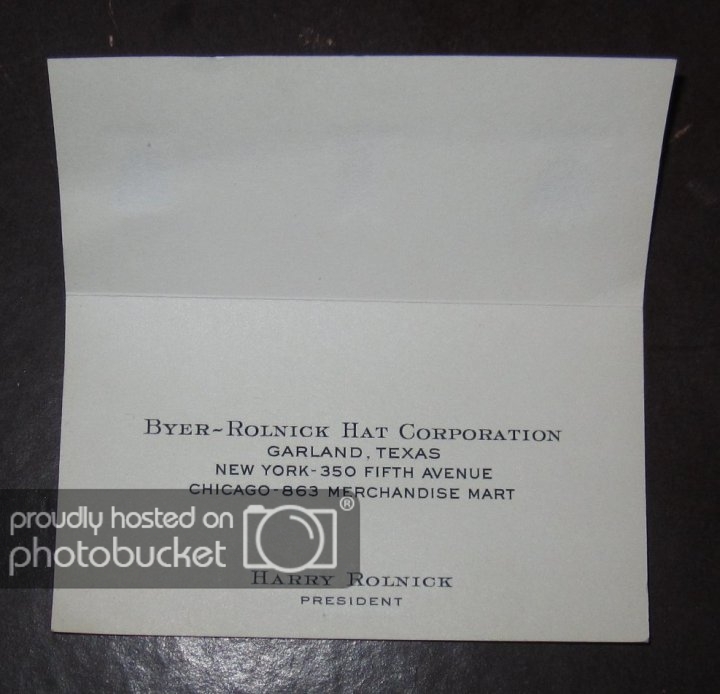 Byer~Rolnick Hat Corporation
GARLAND, TEXAS
NEW YORK-350 FIFTH AVENUE
CHICAGO-863 MERCHANDISE MART
proudly hosted on
photobucket®
Harry Rolnick
PRESIDENT